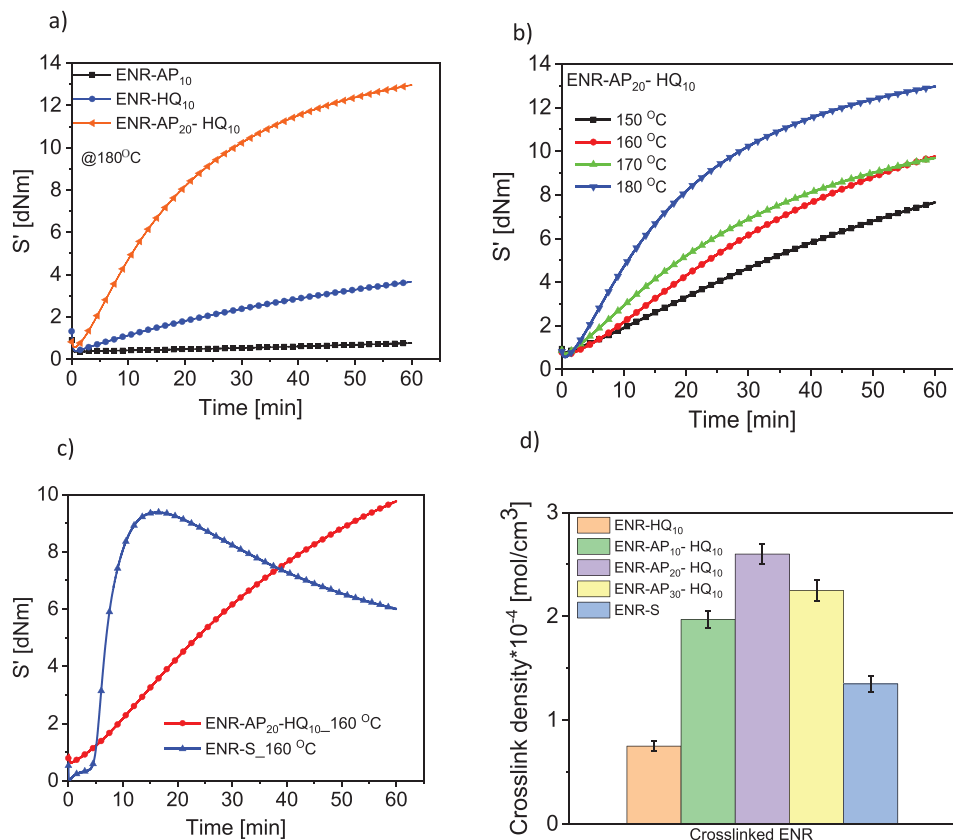 a)
ENR-AP10
ENR-HQ10
ENR-AP20- HQ10
@180OC
S' [dNm]
14
12
10
8
6
4
2
0
0 10 20 30 40 50 60
Time [min]
b)
ENR-AP20- HQ10
150 OC
160 OC
170 OC
180 OC
S' [dNm]
14
12
10
8
6
4
2
0
0 10 20 30 40 50 60
Time [min]
c)
S' [dNm]
10
8
6
4
2
0
ENR-AP20-HQ10_160 OC
ENR-S_160 OC
0 10 20 30 40 50 60
Time [min]
d)
Crosslink density*10-4 [mol/cm3]
3
2
1
0
ENR-HQ10
ENR-AP10- HQ10
ENR-AP20- HQ10
ENR-AP30- HQ10
ENR-S
Crosslinked ENR